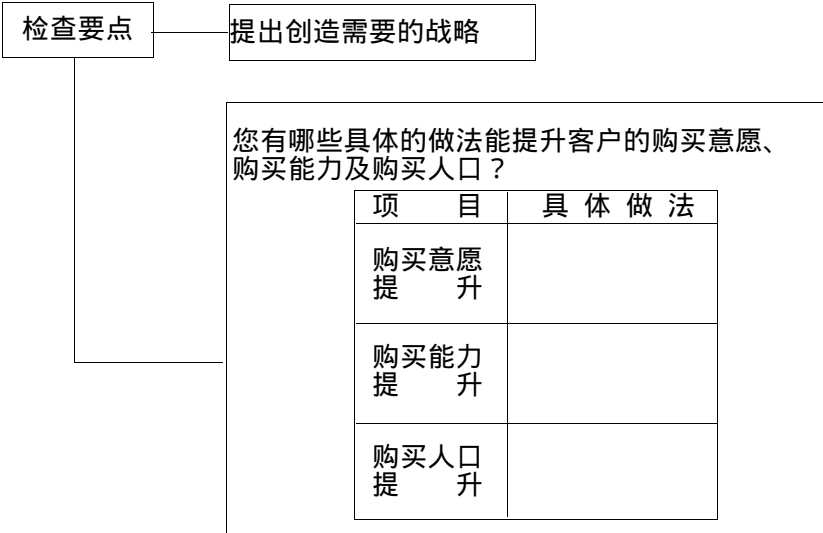 检查要点
提出创造需要的战略
您有哪些具体的做法能提升客户的购买意愿、
购买能力及购买人口？
项 目 具 体 做 法
购买意愿
提 升
购买能力
提 升
购买人口
提 升